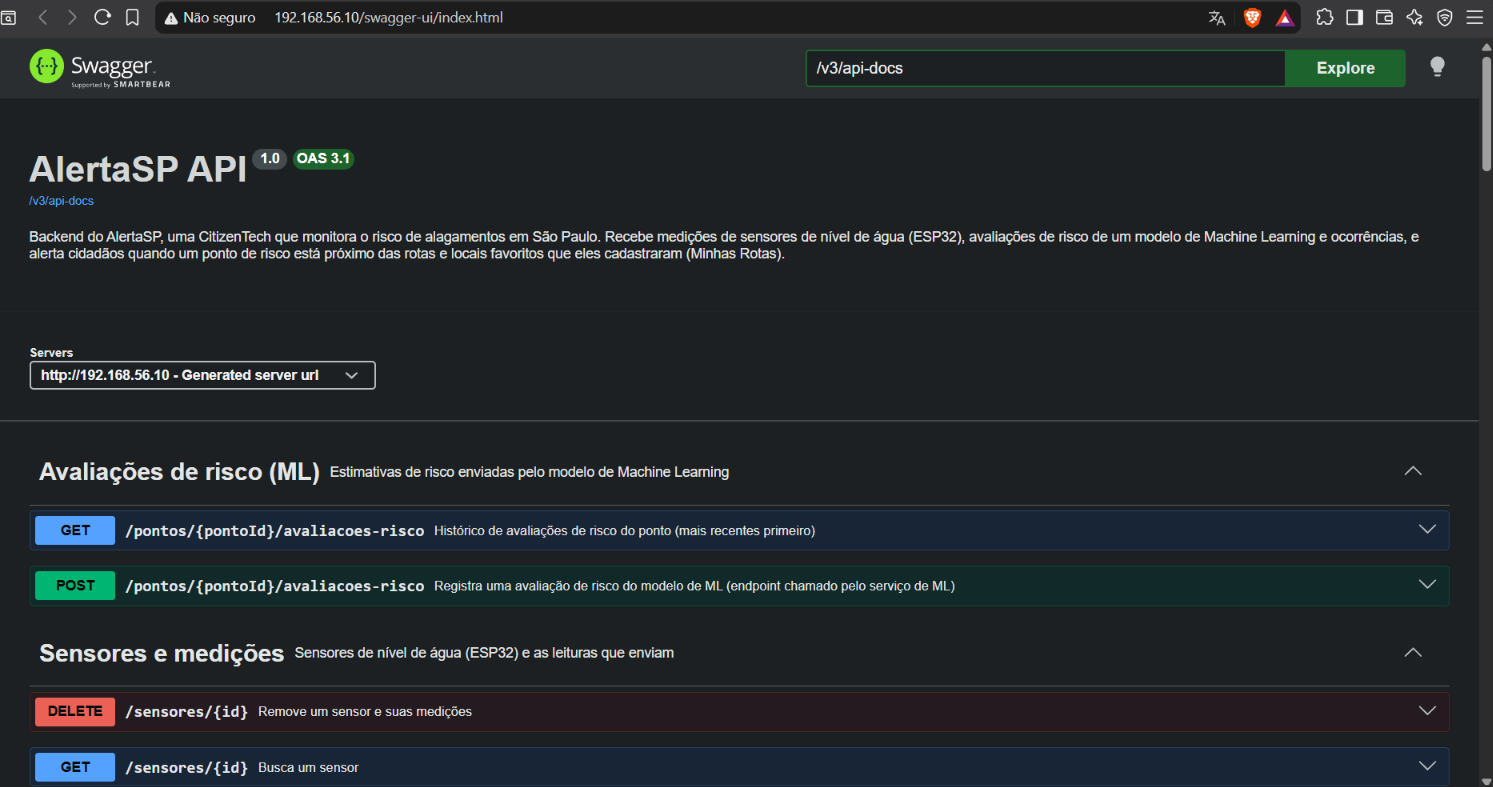 Não seguro 192.168.56.10/swagger-ui/index.html
Swagger
Supported by SMARTBEAR
/v3/api-docs
Explore
AlertaSP API 1.0 OAS 3.1
/v3/api-docs
Backend do AlertaSP, uma CitizenTech que monitora o risco de alagamentos em São Paulo. Recebe medições de sensores de nível de água (ESP32), avaliações de risco de um modelo de Machine Learning e ocorrências, e
alerta cidadãos quando um ponto de risco está próximo das rotas e locais favoritos que eles cadastraram (Minhas Rotas).
Servers
http://192.168.56.10 - Generated server url
Avaliações de risco (ML) Estimativas de risco enviadas pelo modelo de Machine Learning
GET /pontos/{pontoId}/avaliacoes-risco Histórico de avaliações de risco do ponto (mais recentes primeiro)
POST /pontos/{pontoId}/avaliacoes-risco Registra uma avaliação de risco do modelo de ML (endpoint chamado pelo serviço de ML)
Sensores e medições Sensores de nível de água (ESP32) e as leituras que enviam
DELETE /sensores/{id} Remove um sensor e suas medições
GET /sensores/{id} Busca um sensor